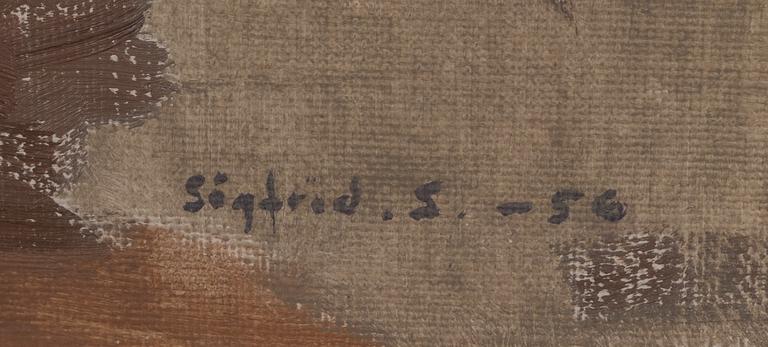 Sigfrid . S. - 56